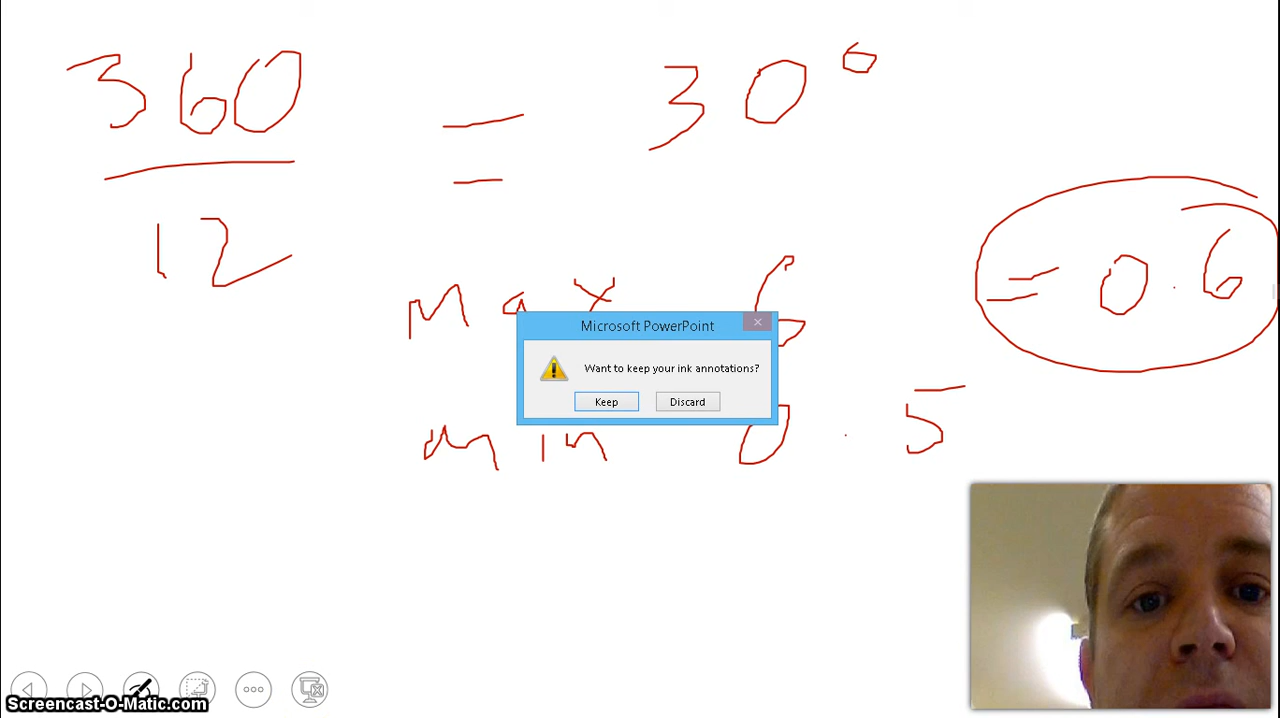 360 = 30°
12
= 0.6
Max 6
Microsoft PowerPoint
Want to keep your ink annotations?
Keep Discard
min 0.5
Screencast-O-Matic.com